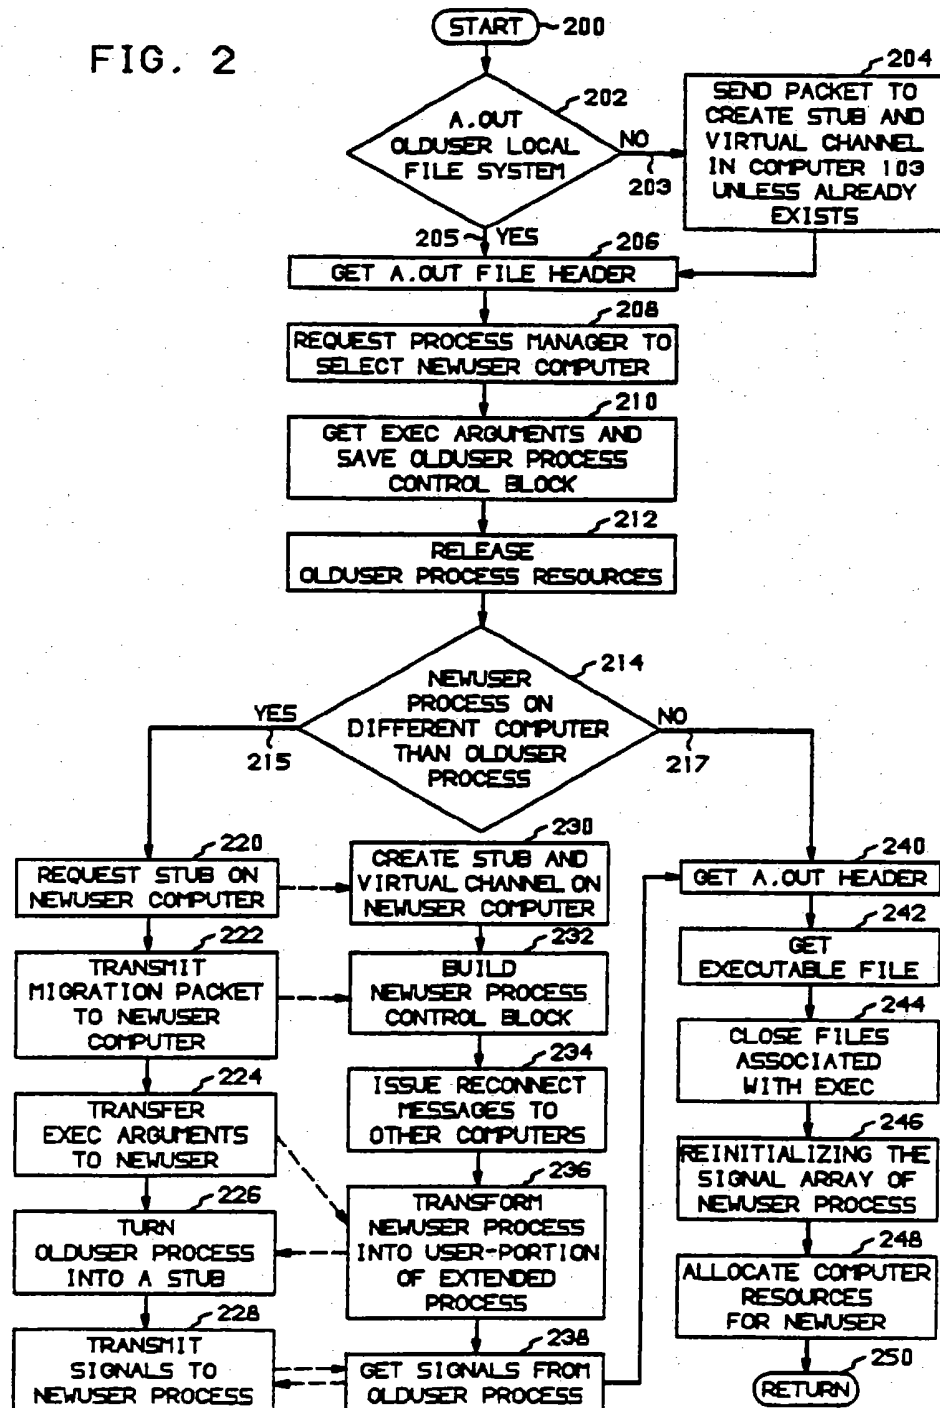 FIG. 2
START
200
202
A.OUT
OLDUSER LOCAL
FILE SYSTEM
NO
203
204
SEND PACKET TO
CREATE STUB AND
VIRTUAL CHANNEL
IN COMPUTER 103
UNLESS ALREADY
EXISTS
205
YES
206
GET A.OUT FILE HEADER
208
REQUEST PROCESS MANAGER TO
SELECT NEWUSER COMPUTER
210
GET EXEC ARGUMENTS AND
SAVE OLDUSER PROCESS
CONTROL BLOCK
212
RELEASE
OLDUSER PROCESS RESOURCES
214
NEWUSER
PROCESS ON
DIFFERENT COMPUTER
THAN OLDUSER
PROCESS
YES
215
NO
217
220
REQUEST STUB ON
NEWUSER COMPUTER
222
TRANSMIT
MIGRATION PACKET
TO NEWUSER
COMPUTER
224
TRANSFER
EXEC ARGUMENTS
TO NEWUSER
226
TURN
OLDUSER PROCESS
INTO A STUB
228
TRANSMIT
SIGNALS TO
NEWUSER PROCESS
230
CREATE STUB AND
VIRTUAL CHANNEL ON
NEWUSER COMPUTER
232
BUILD
NEWUSER PROCESS
CONTROL BLOCK
234
ISSUE RECONNECT
MESSAGES TO
OTHER COMPUTERS
236
TRANSFORM
NEWUSER PROCESS
INTO USER-PORTION
OF EXTENDED
PROCESS
238
GET SIGNALS FROM
OLDUSER PROCESS
240
GET A.OUT HEADER
242
GET
EXECUTABLE FILE
244
CLOSE FILES
ASSOCIATED
WITH EXEC
246
REINITIALIZING THE
SIGNAL ARRAY OF
NEWUSER PROCESS
248
ALLOCATE COMPUTER
RESOURCES
FOR NEWUSER
250
RETURN